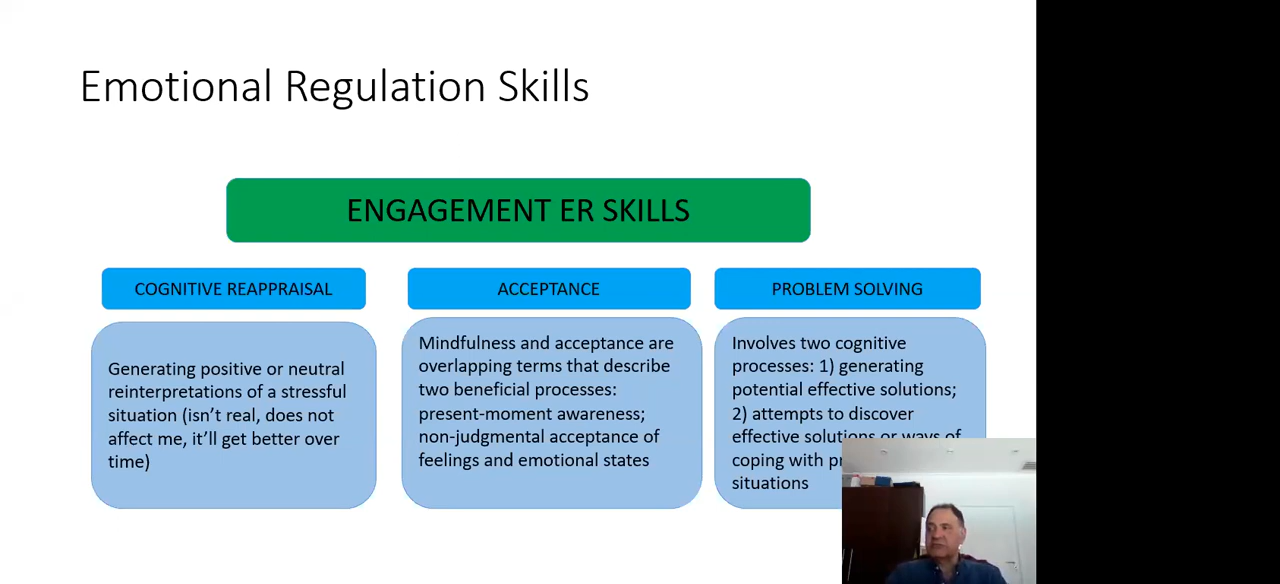 Emotional Regulation Skills
ENGAGEMENT ER SKILLS
COGNITIVE REAPPRAISAL
Generating positive or neutral
reinterpretations of a stressful
situation (isn’t real, does not
affect me, it’ll get better over
time)
ACCEPTANCE
Mindfulness and acceptance are
overlapping terms that describe
two beneficial processes:
present-moment awareness;
non-judgmental acceptance of
feelings and emotional states
PROBLEM SOLVING
Involves two cognitive
processes: 1) generating
potential effective solutions;
2) attempts to discover
effective solutions or ways of
coping with
situations